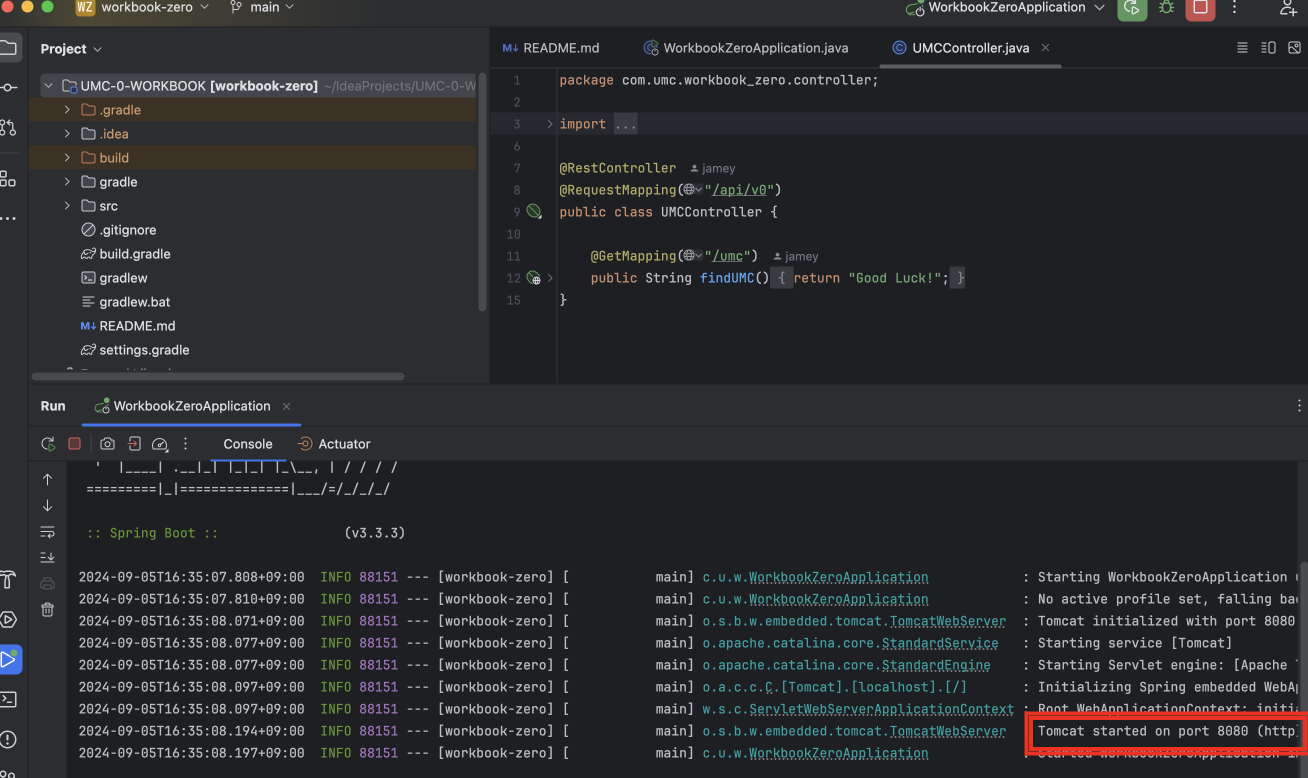 WZ workbook-zero main WorkbookZeroApplication
Project
README.md WorkbookZeroApplication.java UMCController.java
UMC-0-WORKBOOK [workbook-zero] ~/IdeaProjects/UMC-0-W
.gradle
.idea
build
gradle
src
.gitignore
build.gradle
gradlew
gradlew.bat
README.md
settings.gradle
1 package com.umc.workbook_zero.controller;
2
3 import ...
6
7 @RestController jamey
8 @RequestMapping("/api/v0")
9 public class UMCController {
10
11 @GetMapping("/umc") jamey
12 public String findUMC() { return "Good Luck!"; }
15 }
Run WorkbookZeroApplication
Console Actuator
' |____| .__|_| |_|_| |_\__, | / / / /
=========|_|==============|___/=/_/_/_/
:: Spring Boot :: (v3.3.3)
2024-09-05T16:35:07.808+09:00 INFO 88151 --- [workbook-zero] [ main] c.u.w.WorkbookZeroApplication : Starting WorkbookZeroApplication
2024-09-05T16:35:07.810+09:00 INFO 88151 --- [workbook-zero] [ main] c.u.w.WorkbookZeroApplication : No active profile set, falling bac
2024-09-05T16:35:08.071+09:00 INFO 88151 --- [workbook-zero] [ main] o.s.b.w.embedded.tomcat.TomcatWebServer : Tomcat initialized with port 8080
2024-09-05T16:35:08.077+09:00 INFO 88151 --- [workbook-zero] [ main] o.apache.catalina.core.StandardService : Starting service [Tomcat]
2024-09-05T16:35:08.077+09:00 INFO 88151 --- [workbook-zero] [ main] o.apache.catalina.core.StandardEngine : Starting Servlet engine: [Apache
2024-09-05T16:35:08.097+09:00 INFO 88151 --- [workbook-zero] [ main] o.a.c.c.C.[Tomcat].[localhost].[/] : Initializing Spring embedded WebAp
2024-09-05T16:35:08.097+09:00 INFO 88151 --- [workbook-zero] [ main] w.s.c.ServletWebServerApplicationContext : Root WebApplicationContext: initia
2024-09-05T16:35:08.194+09:00 INFO 88151 --- [workbook-zero] [ main] o.s.b.w.embedded.tomcat.TomcatWebServer : Tomcat started on port 8080 (http
2024-09-05T16:35:08.197+09:00 INFO 88151 --- [workbook-zero] [ main] c.u.w.WorkbookZeroApplication : Started WorkbookZeroApplication in